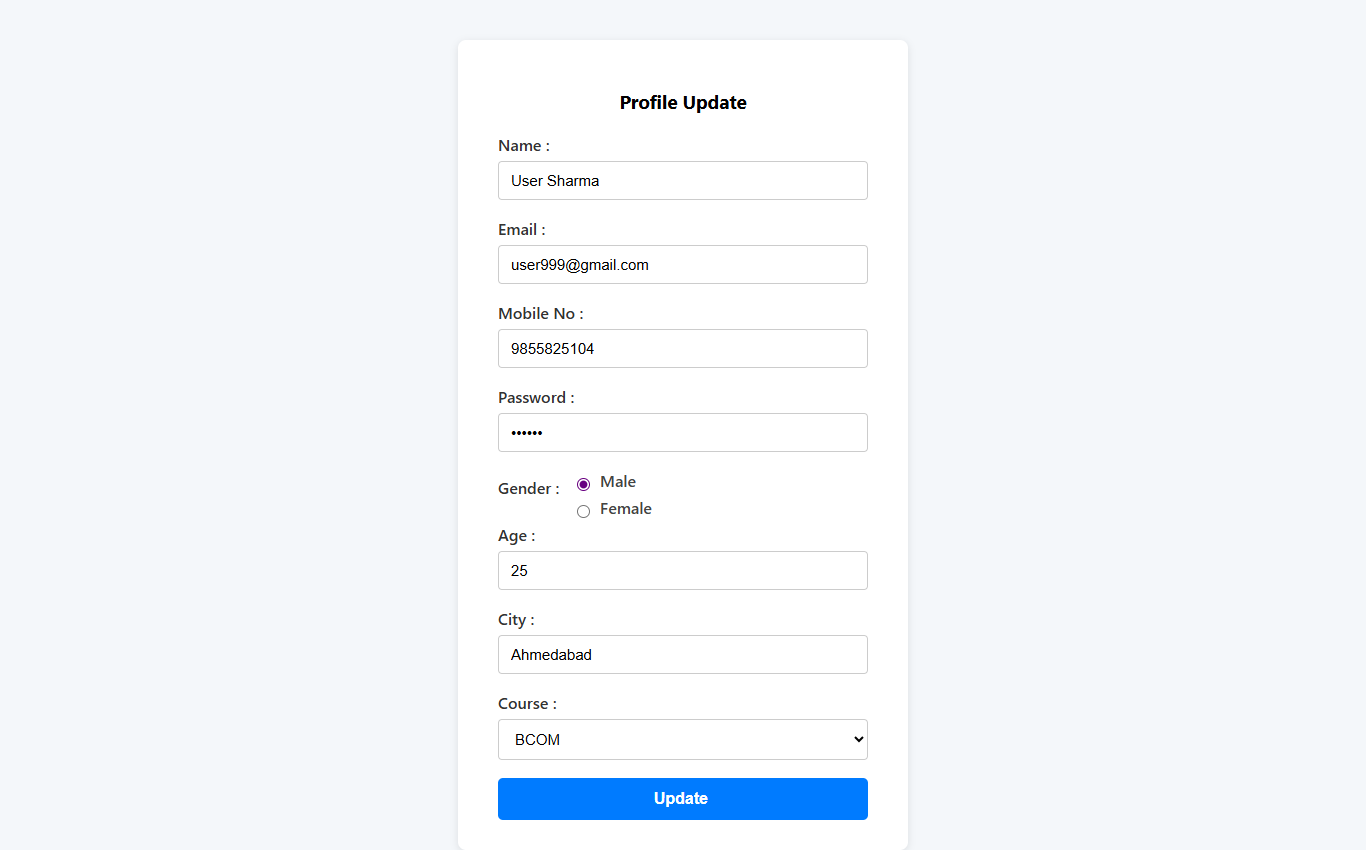 Profile Update
Name :
User Sharma
Email :
user999@gmail.com
Mobile No :
9855825104
Password :
••••••
Gender :
Male
Female
Age :
25
City :
Ahmedabad
Course :
BCOM
Update